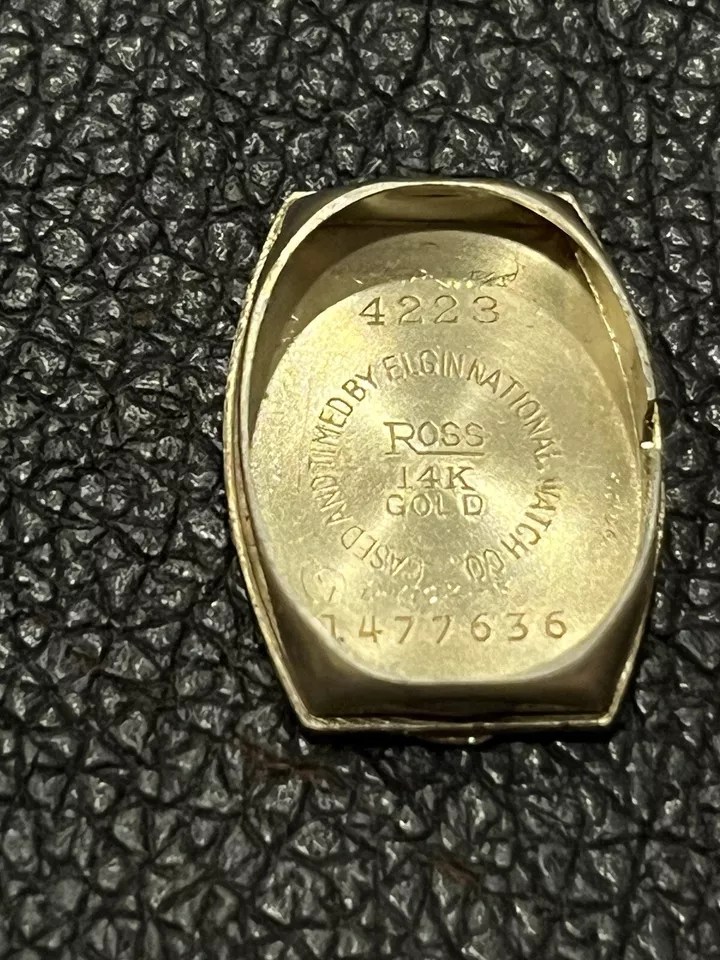 4223
CASED AND TIMED BY ELGIN NATIONAL WATCH CO.
ROSS
14K
GOLD
1477636